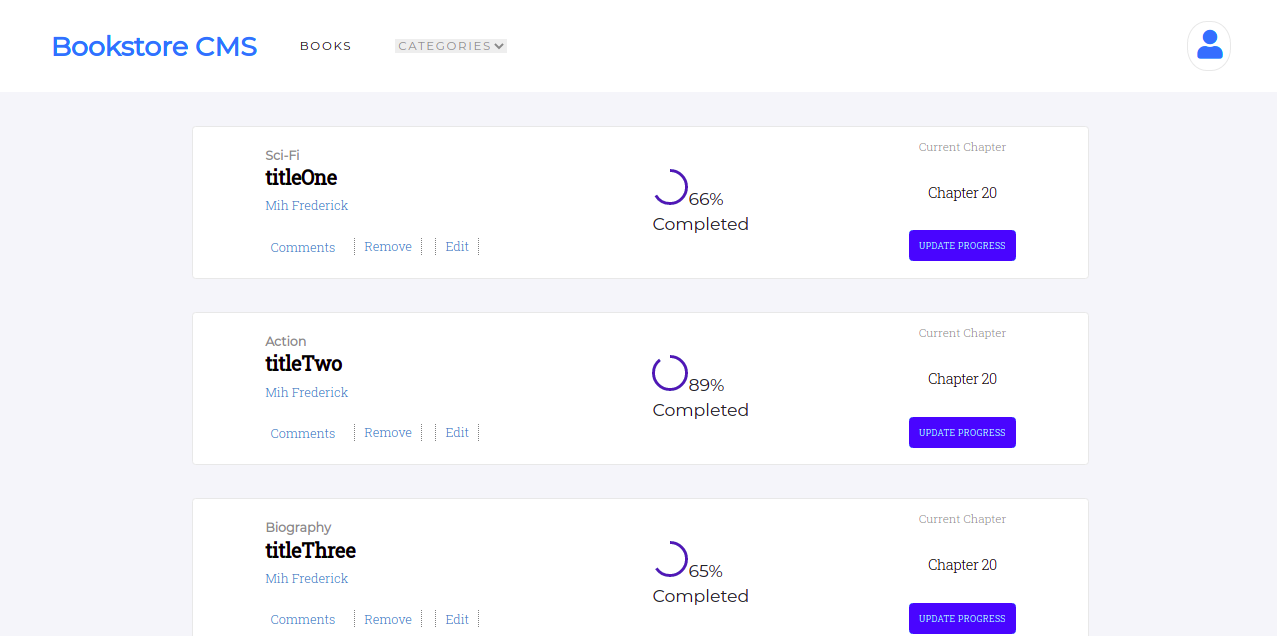 Bookstore CMS BOOKS CATEGORIES
Sci-Fi
titleOne
Mih Frederick
Comments Remove Edit
66%
Completed
Current Chapter
Chapter 20
UPDATE PROGRESS
Action
titleTwo
Mih Frederick
Comments Remove Edit
89%
Completed
Current Chapter
Chapter 20
UPDATE PROGRESS
Biography
titleThree
Mih Frederick
Comments Remove Edit
65%
Completed
Current Chapter
Chapter 20
UPDATE PROGRESS